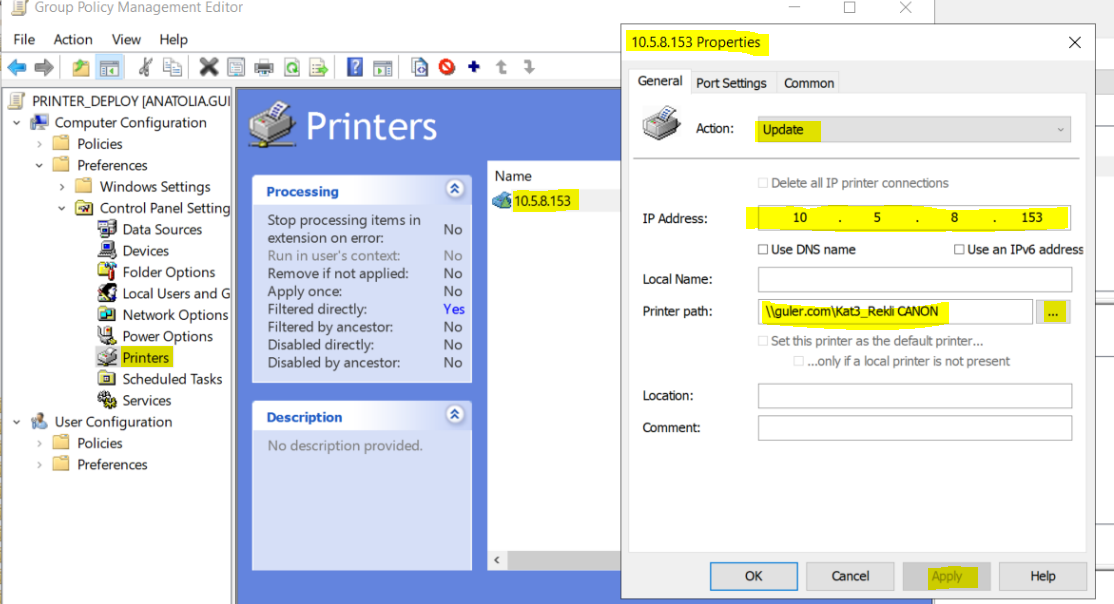 Group Policy Management Editor
File Action View Help
PRINTER_DEPLOY [ANATOLIA.GUI
Computer Configuration
Policies
Preferences
Windows Settings
Control Panel Setting
Data Sources
Devices
Folder Options
Local Users and G
Network Options
Power Options
Printers
Scheduled Tasks
Services
User Configuration
Policies
Preferences
Printers
Processing
Stop processing items in extension on error: No
Run in user's context: No
Remove if not applied: No
Apply once: No
Filtered directly: Yes
Filtered by ancestor: No
Disabled directly: No
Disabled by ancestor: No
Description
No description provided.
Name
10.5.8.153
10.5.8.153 Properties
General Port Settings Common
Action: Update
Delete all IP printer connections
IP Address: 10 . 5 . 8 . 153
Use DNS name Use an IPv6 address
Local Name:
Printer path: \\guler.com\Kat3_Rekli CANON ...
Set this printer as the default printer...
...only if a local printer is not present
Location:
Comment:
OK Cancel Apply Help